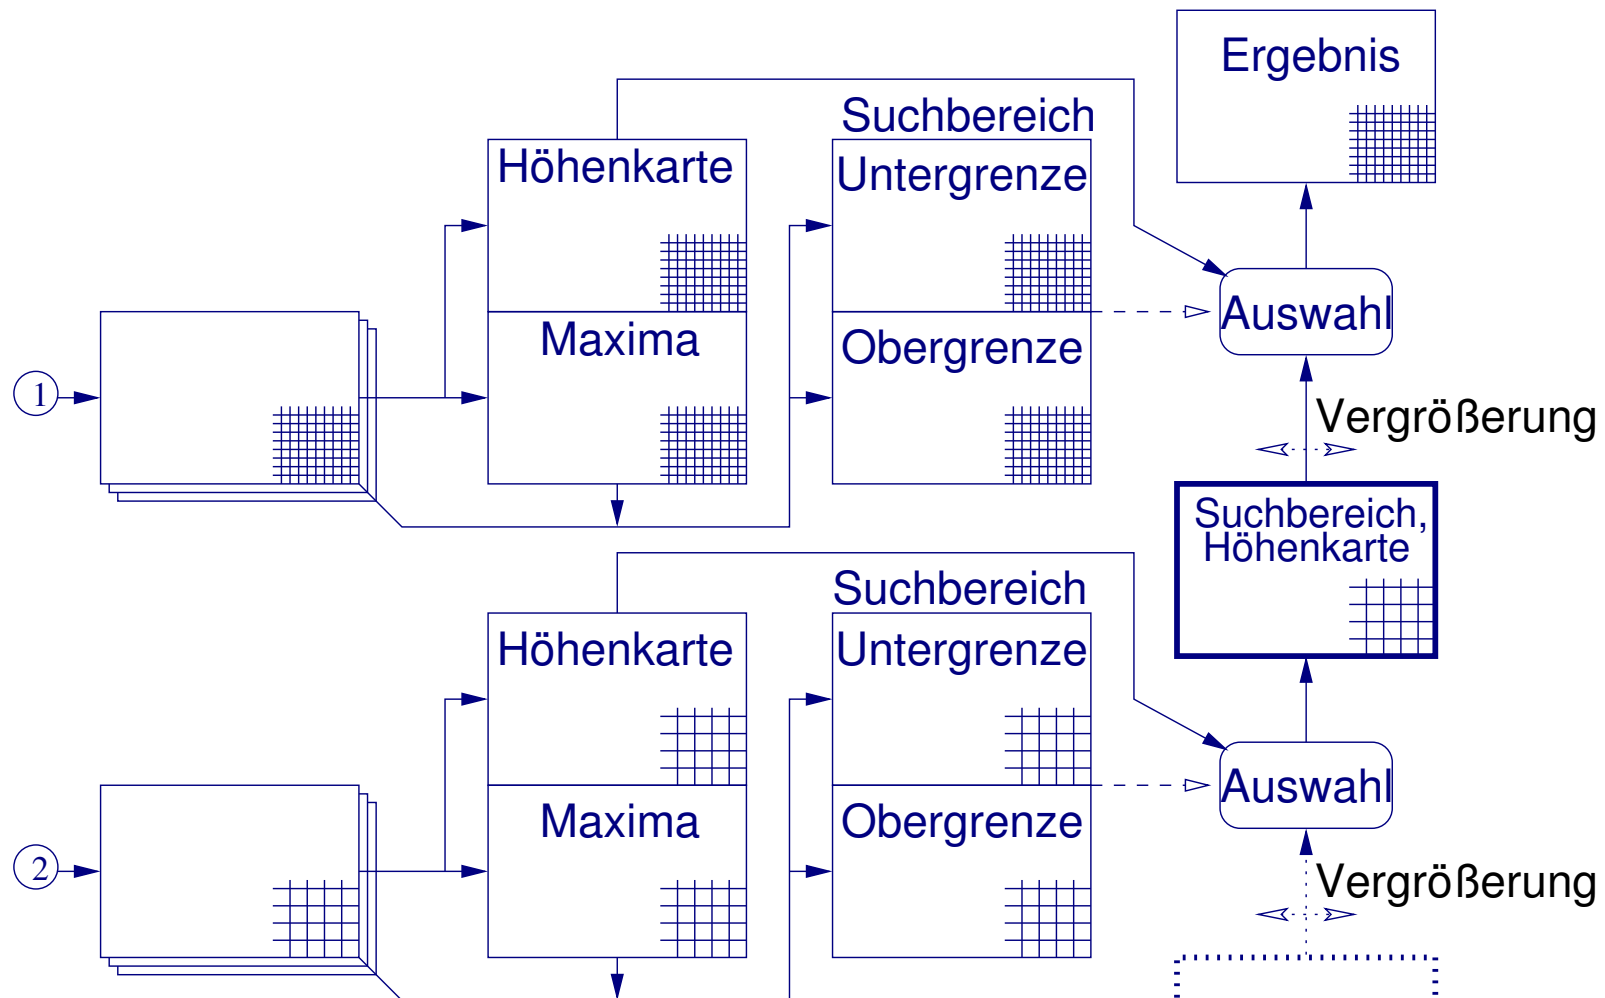 Ergebnis
Suchbereich
Höhenkarte
Untergrenze
Auswahl
Maxima
Obergrenze
1
Vergrößerung
Suchbereich,
Höhenkarte
Suchbereich
Höhenkarte
Untergrenze
Auswahl
Maxima
Obergrenze
2
Vergrößerung